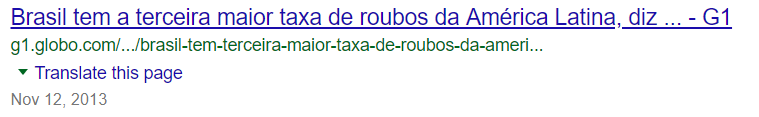 Brasil tem a terceira maior taxa de roubos da América Latina, diz ... - G1
g1.globo.com/.../brasil-tem-terceira-maior-taxa-de-roubos-da-ameri...
Translate this page
Nov 12, 2013